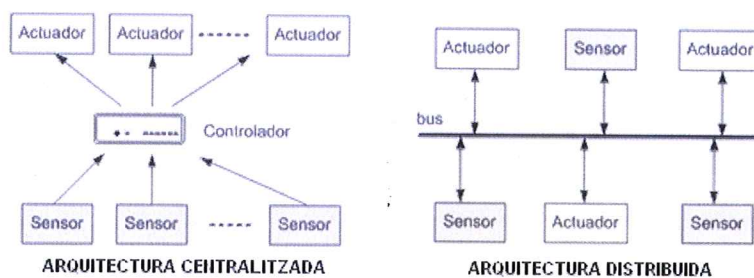 Actuador Actuador Actuador
Controlador
Sensor Sensor Sensor
ARQUITECTURA CENTRALITZADA
Actuador Sensor Actuador
bus
Sensor Actuador Sensor
ARQUITECTURA DISTRIBUIDA